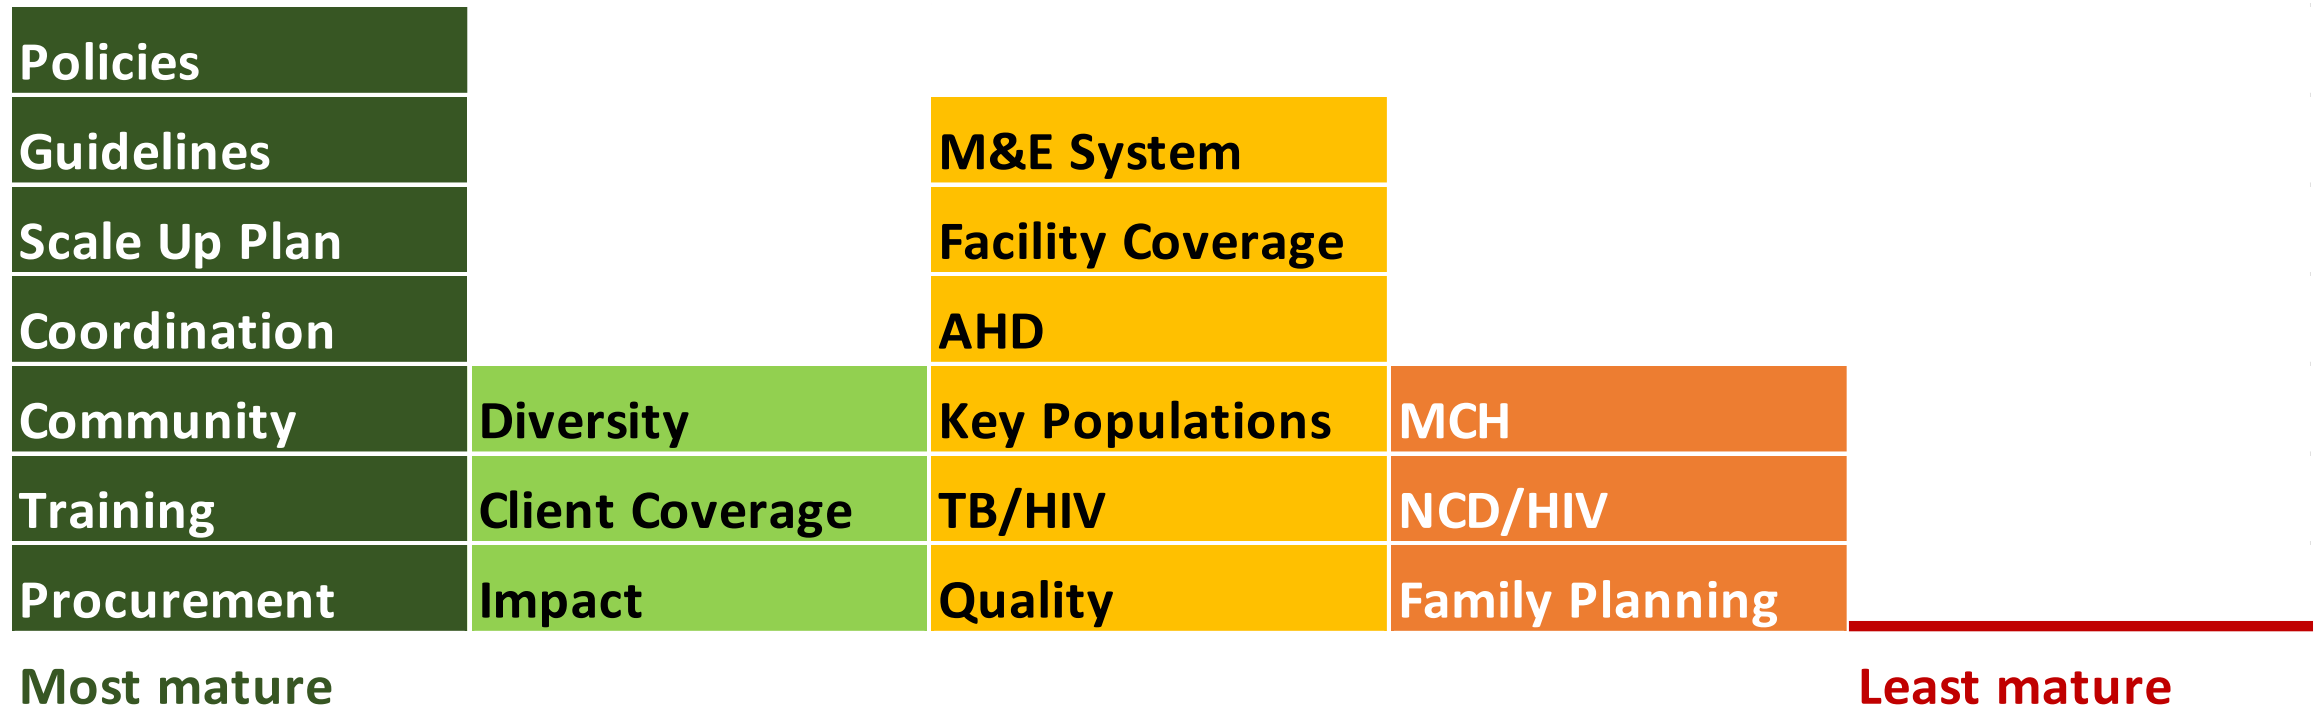 Policies
Guidelines
M&E System
Scale Up Plan
Facility Coverage
Coordination
AHD
Community
Diversity
Key Populations
MCH
Training
Client Coverage
TB/HIV
NCD/HIV
Procurement
Impact
Quality
Family Planning
Most mature
Least mature